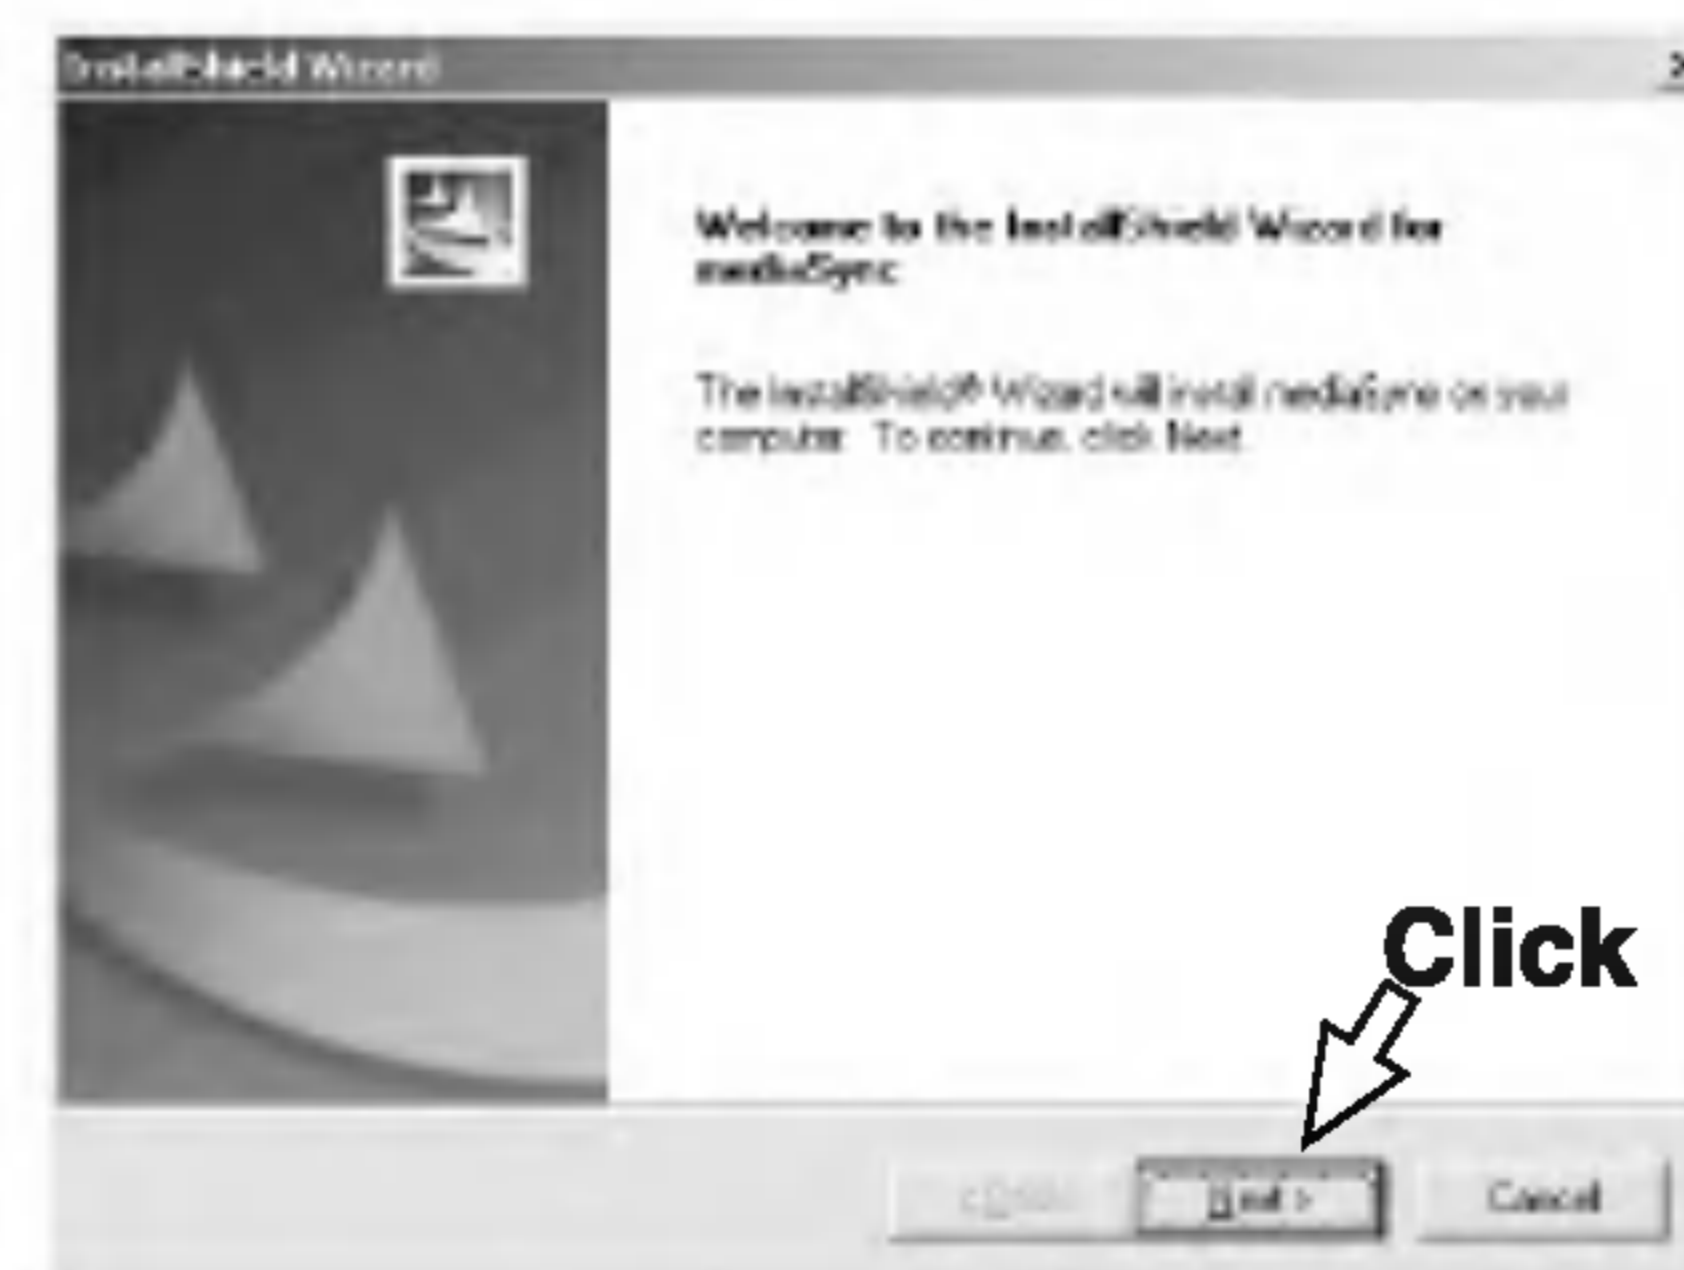 InstallShield Wizard
Welcome to the InstallShield Wizard for
mediaSync
The InstallShield® Wizard will install mediaSync on your
computer. To continue, click Next.
Click
< Back
Next >
Cancel